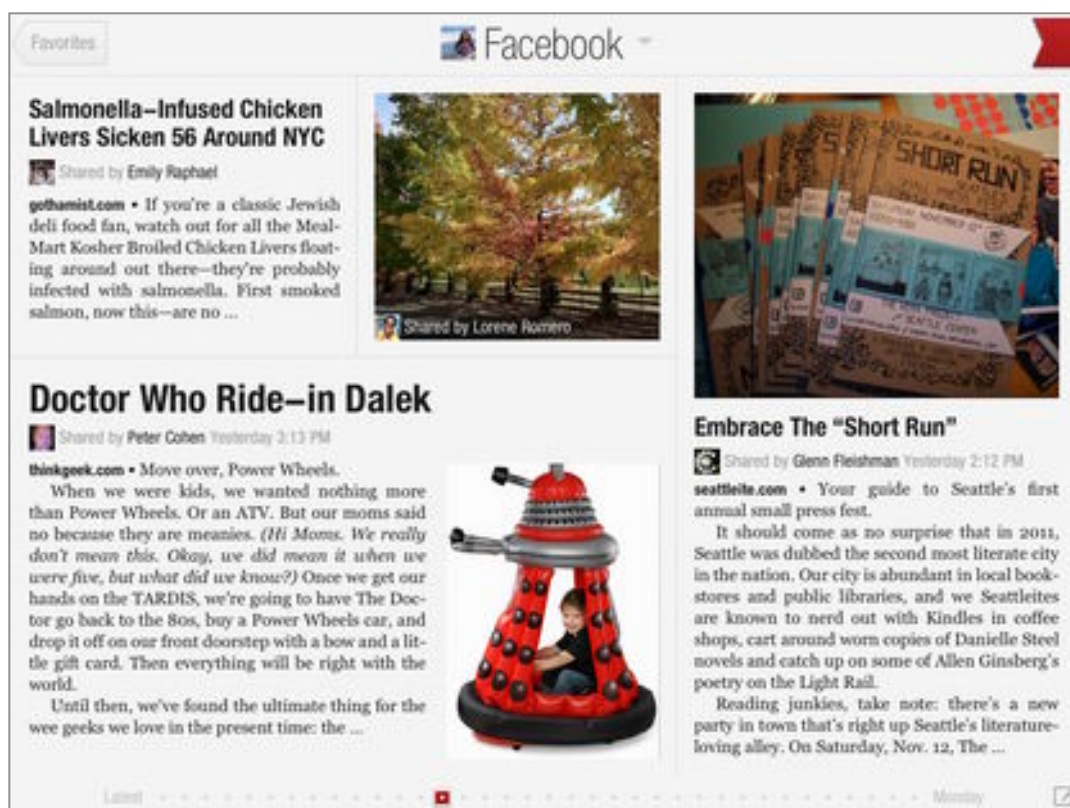 Favorites
Facebook
Salmonella–Infused Chicken
Livers Sicken 56 Around NYC
Shared by Emily Raphael
gothamist.com • If you're a classic Jewish
deli food fan, watch out for all the Meal-
Mart Kosher Broiled Chicken Livers float-
ing around out there—they're probably
infected with salmonella. First smoked
salmon, now this—are no ...
Shared by Lorene Romero
Doctor Who Ride–in Dalek
Shared by Peter Cohen Yesterday 3:13 PM
thinkgeek.com • Move over, Power Wheels.
When we were kids, we wanted nothing more
than Power Wheels. Or an ATV. But our moms said
no because they are meanies. (Hi Moms. We really
don't mean this. Okay, we did mean it when we
were five, but what did we know?) Once we get our
hands on the TARDIS, we're going to have The Doc-
tor go back to the 80s, buy a Power Wheels car, and
drop it off on our front doorstep with a bow and a lit-
tle gift card. Then everything will be right with the
world.
Until then, we've found the ultimate thing for the
wee geeks we love in the present time: the ...
SHORT RUN
NOVEMBER 12
SEATTLE CENTER
Embrace The “Short Run”
Shared by Glenn Fleishman Yesterday 2:12 PM
seattleite.com • Your guide to Seattle's first
annual small press fest.
It should come as no surprise that in 2011,
Seattle was dubbed the second most literate city
in the nation. Our city is abundant in local book-
stores and public libraries, and we Seattleites
are known to nerd out with Kindles in coffee
shops, cart around worn copies of Danielle Steel
novels and catch up on some of Allen Ginsberg's
poetry on the Light Rail.
Reading junkies, take note: there's a new
party in town that's right up Seattle's literature-
loving alley. On Saturday, Nov. 12, The ...
Latest
Monday